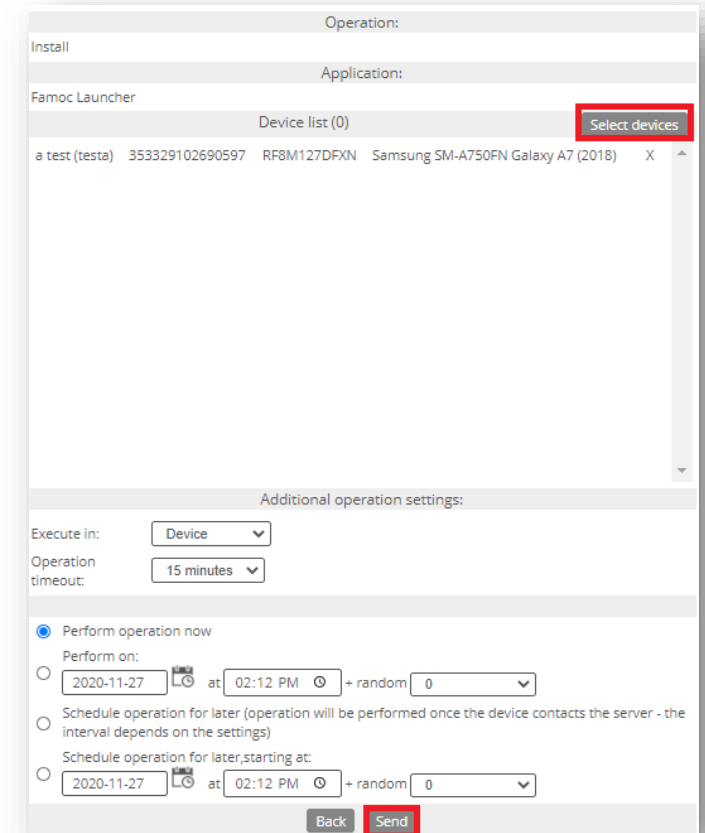 Operation:
Install
Application:
Famoc Launcher
Device list (0) Select devices
a test (testa) 353329102690597 RF8M127DFXN Samsung SM-A750FN Galaxy A7 (2018) X
Additional operation settings:
Execute in: Device
Operation
timeout: 15 minutes
Perform operation now
Perform on:
2020-11-27 at 02:12 PM + random 0
Schedule operation for later (operation will be performed once the device contacts the server - the
interval depends on the settings)
Schedule operation for later,starting at:
2020-11-27 at 02:12 PM + random 0
Back Send